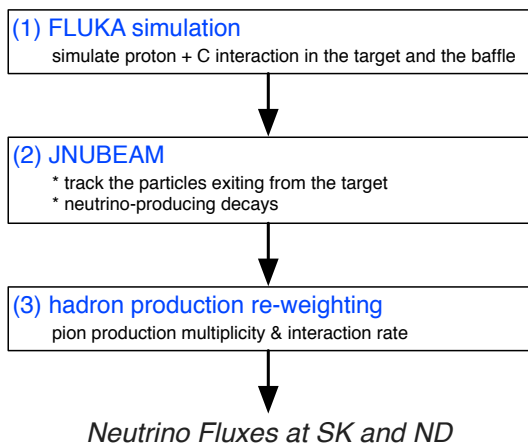 (1) FLUKA simulation
simulate proton + C interaction in the target and the baffle
(2) JNUBEAM
* track the particles exiting from the target
* neutrino-producing decays
(3) hadron production re-weighting
pion production multiplicity & interaction rate
Neutrino Fluxes at SK and ND